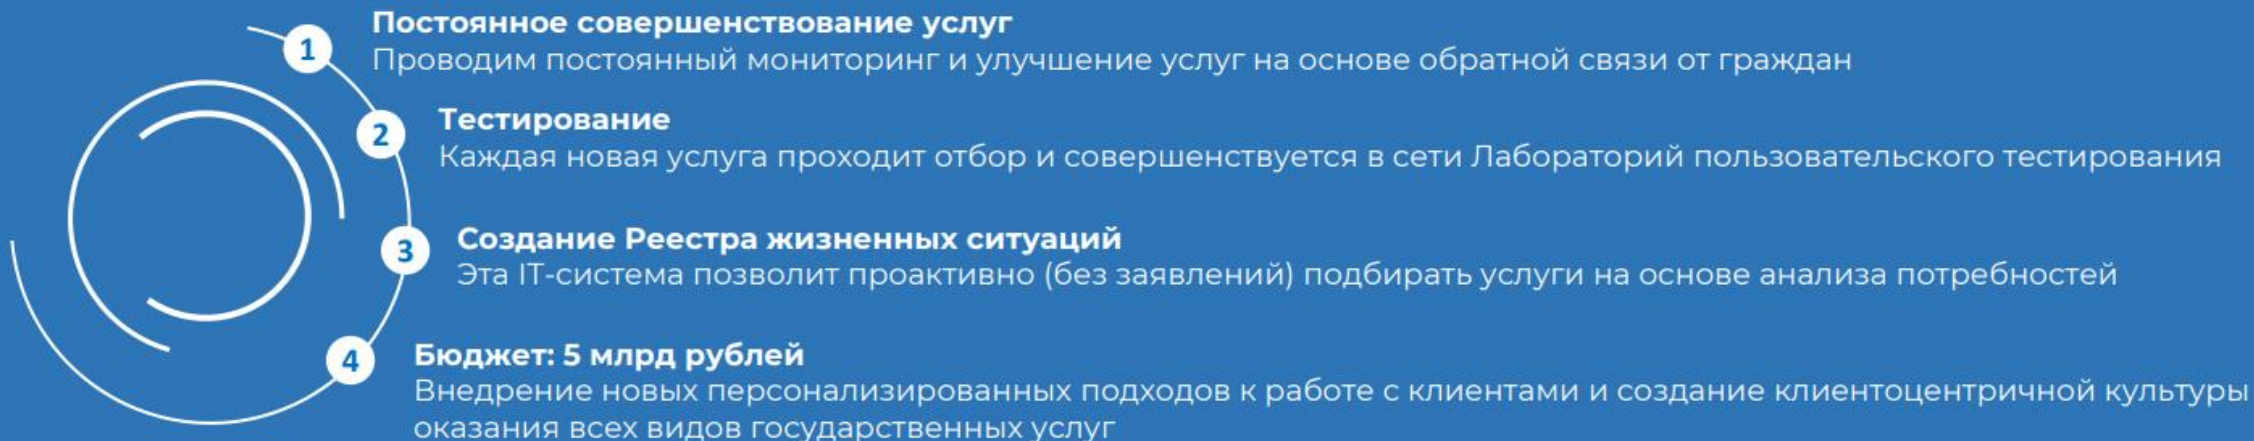 1
Постоянное совершенствование услуг
Проводим постоянный мониторинг и улучшение услуг на основе обратной связи от граждан
2
Тестирование
Каждая новая услуга проходит отбор и совершенствуется в сети Лабораторий пользовательского тестирования
3
Создание Реестра жизненных ситуаций
Эта IT-система позволит проактивно (без заявлений) подбирать услуги на основе анализа потребностей
4
Бюджет: 5 млрд рублей
Внедрение новых персонализированных подходов к работе с клиентами и создание клиентоцентричной культуры
оказания всех видов государственных услуг